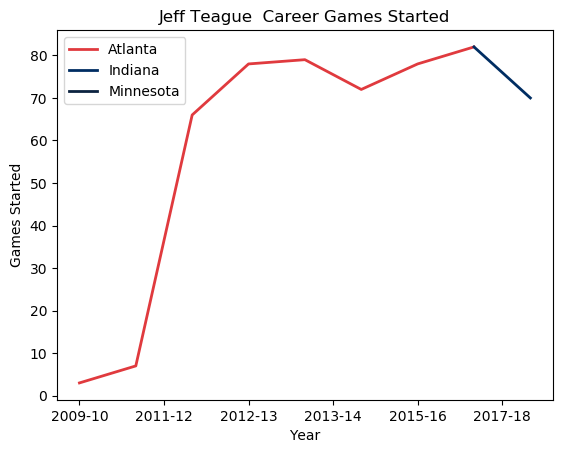 Jeff Teague  Career Games Started
Atlanta
Indiana
Minnesota
80
70
60
50
40
30
20
10
0
Games Started
2009-10 2011-12 2012-13 2013-14 2015-16 2017-18
Year